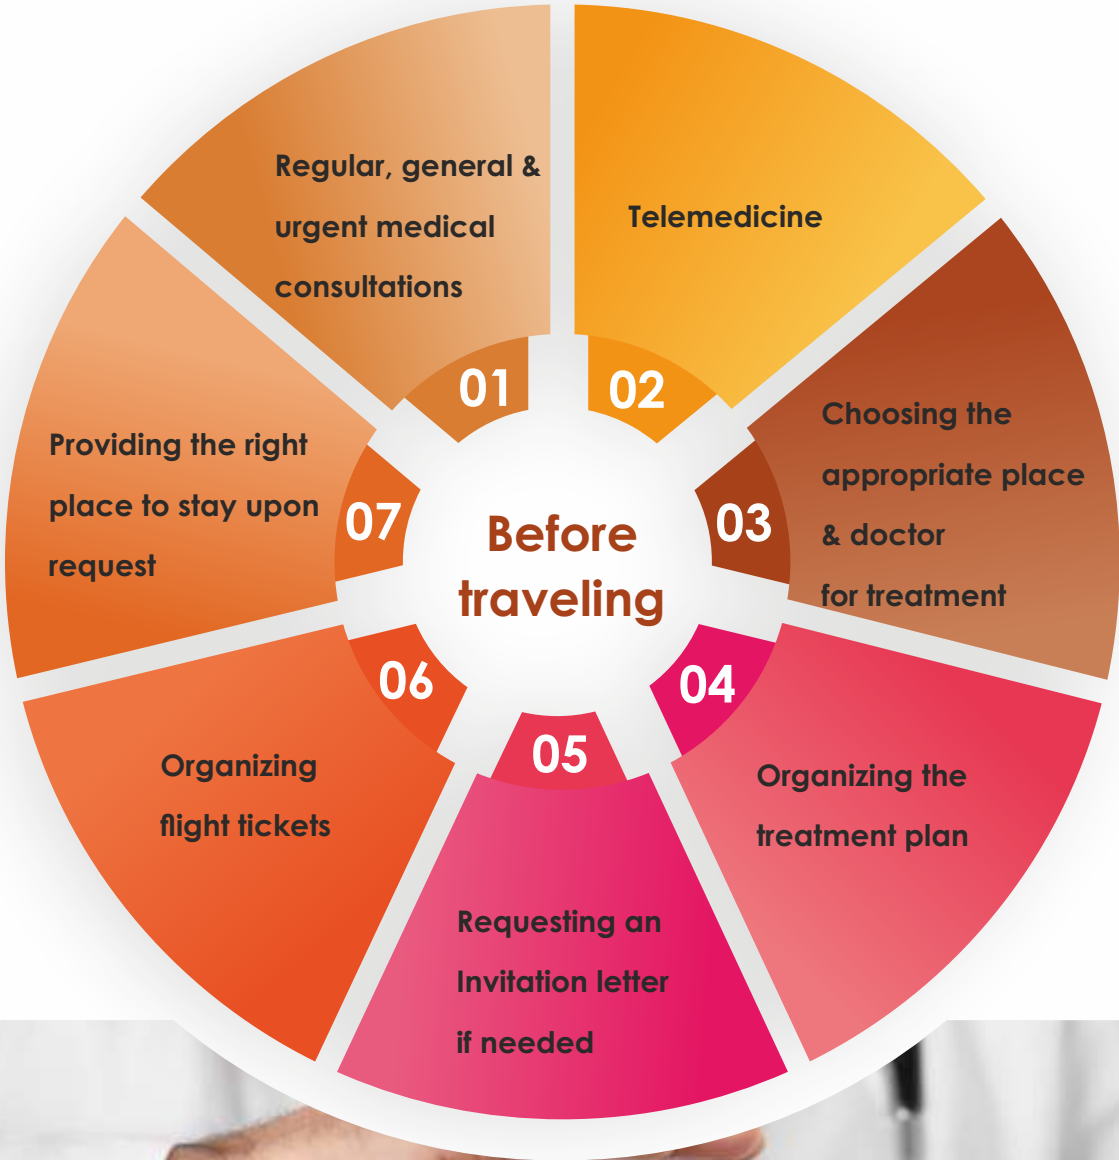 Before
traveling
01
Regular, general &
urgent medical
consultations
02
Telemedicine
03
Choosing the
appropriate place
& doctor
for treatment
04
Organizing the
treatment plan
05
Requesting an
Invitation letter
if needed
06
Organizing
flight tickets
07
Providing the right
place to stay upon
request